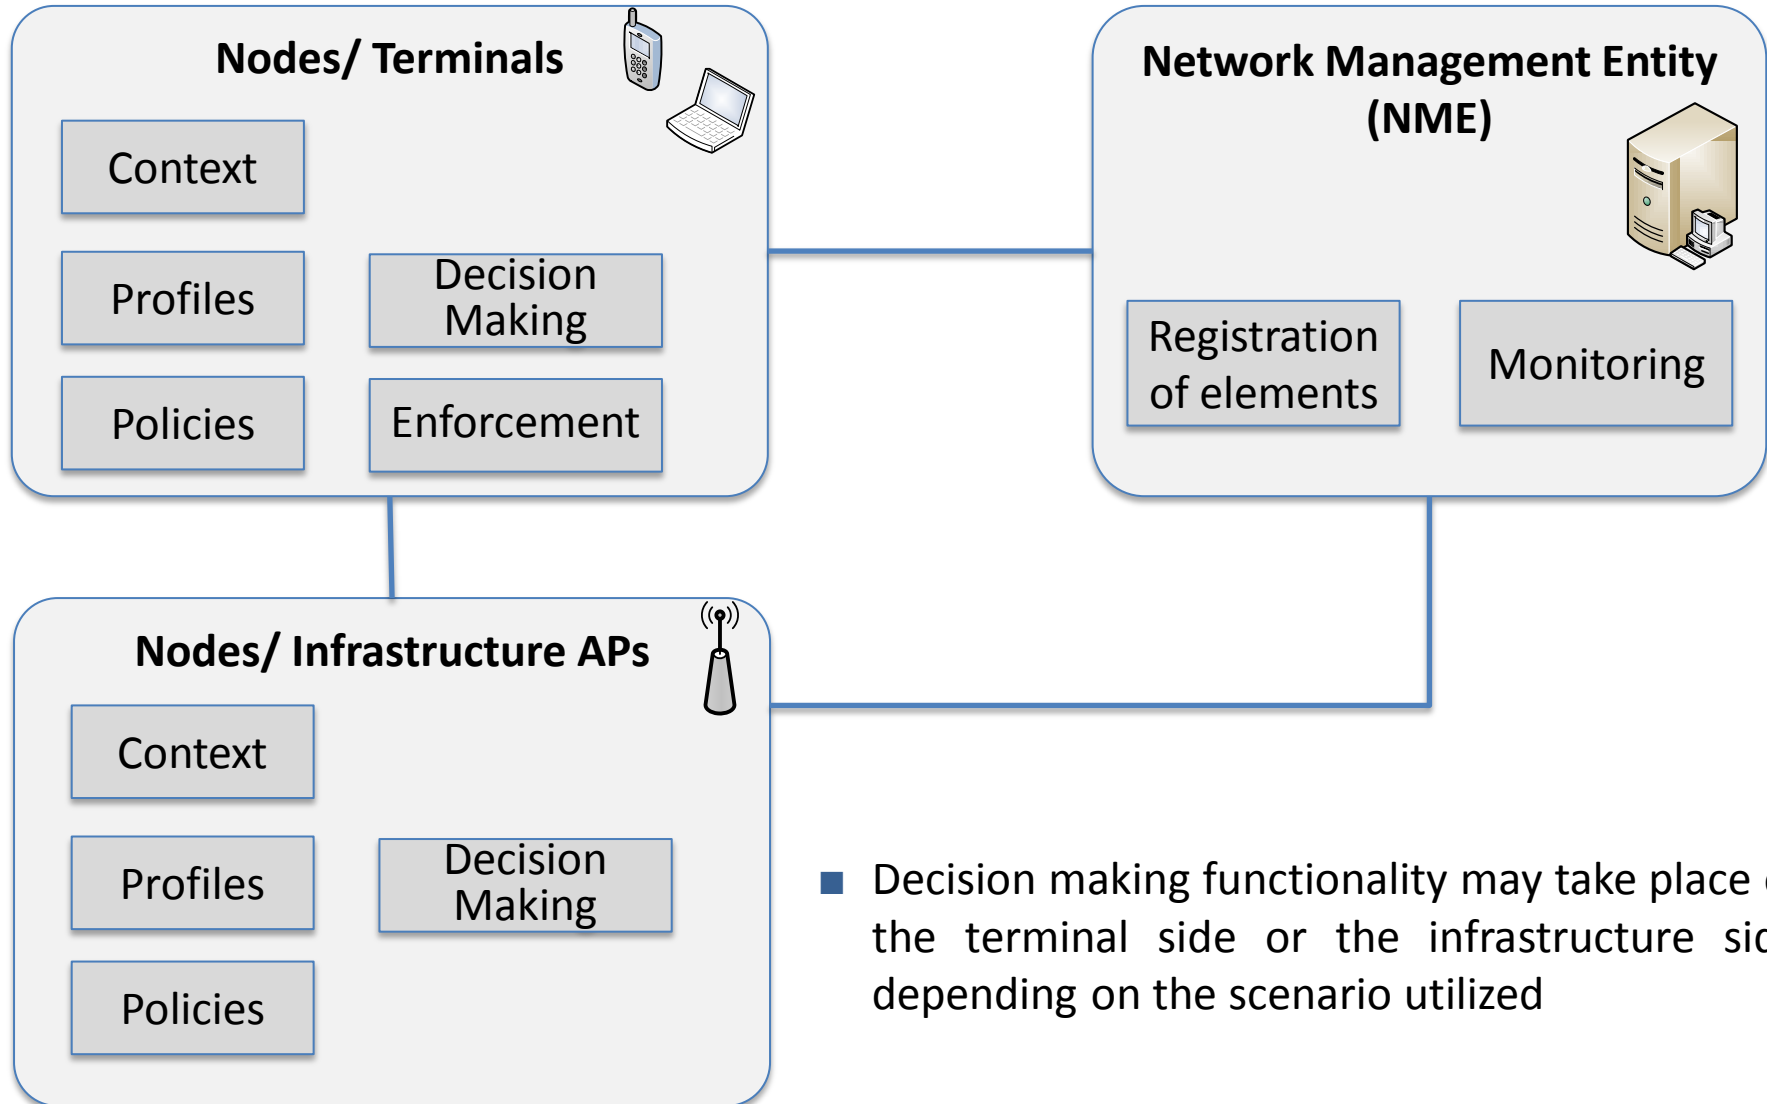 Nodes/ Terminals
Context
Profiles
Policies
Decision
Making
Enforcement
Network Management Entity
(NME)
Registration
of elements
Monitoring
Nodes/ Infrastructure APs
Context
Profiles
Policies
Decision
Making
■ Decision making functionality may take place
the terminal side or the infrastructure
depending on the scenario utilized